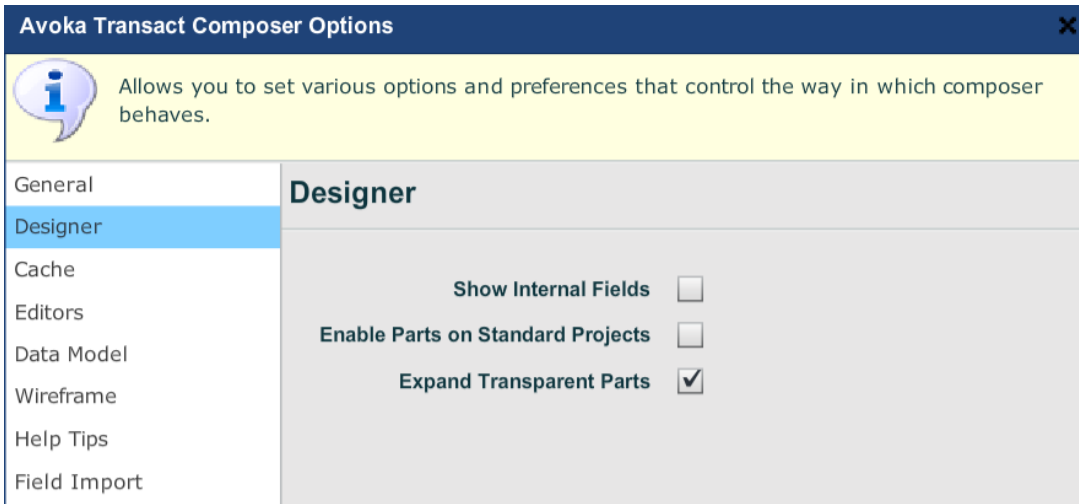 Avoka Transact Composer Options
Allows you to set various options and preferences that control the way in which composer
behaves.
General
Designer
Cache
Editors
Data Model
Wireframe
Help Tips
Field Import
Designer
Show Internal Fields
Enable Parts on Standard Projects
Expand Transparent Parts